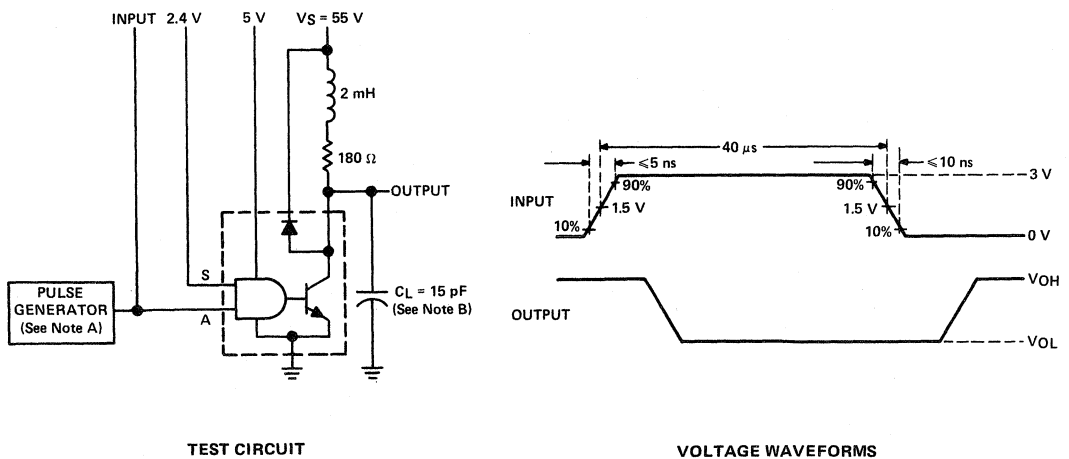 INPUT 2.4 V 5 V VS = 55 V
2 mH
180 Ω
OUTPUT
S
A
PULSE
GENERATOR
(See Note A)
CL = 15 pF
(See Note B)
TEST CIRCUIT
40 μs
≤5 ns
≤10 ns
90%
90%
3 V
INPUT
1.5 V
1.5 V
10%
10%
0 V
OUTPUT
VOH
VOL
VOLTAGE WAVEFORMS